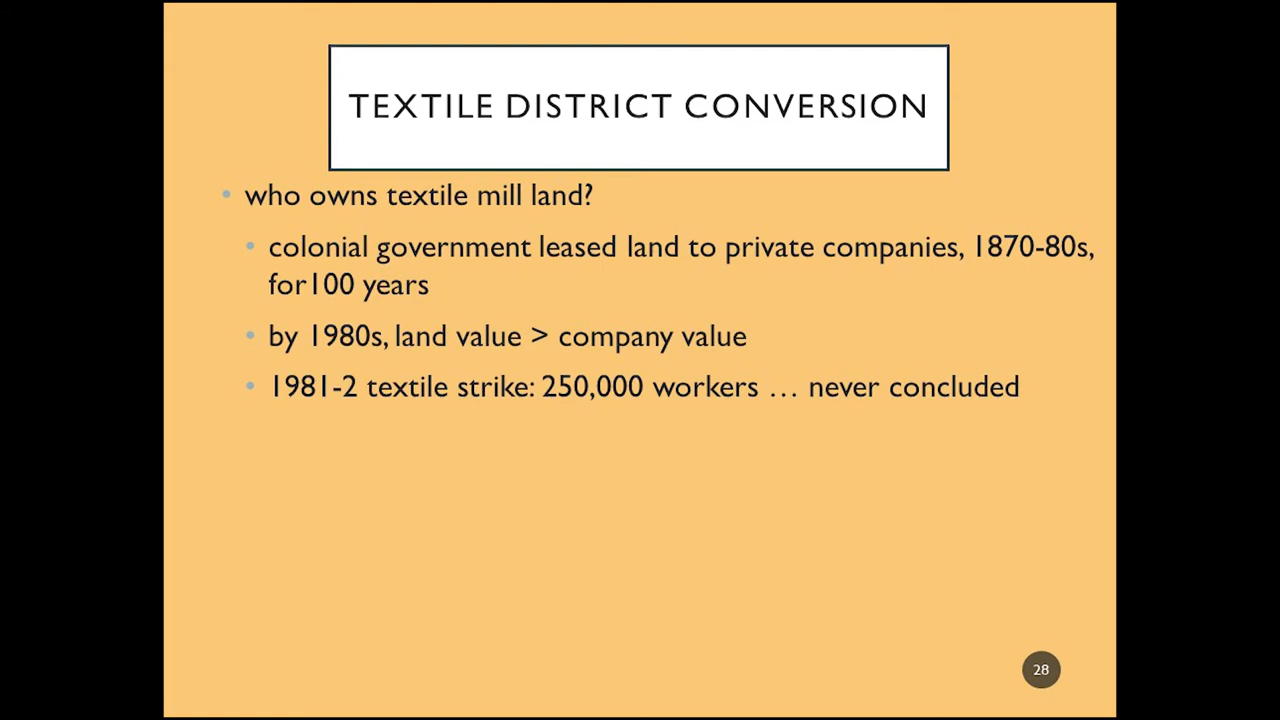 TEXTILE DISTRICT CONVERSION
• who owns textile mill land?
• colonial government leased land to private companies, 1870-80s,
for100 years
• by 1980s, land value > company value
• 1981-2 textile strike: 250,000 workers … never concluded
28